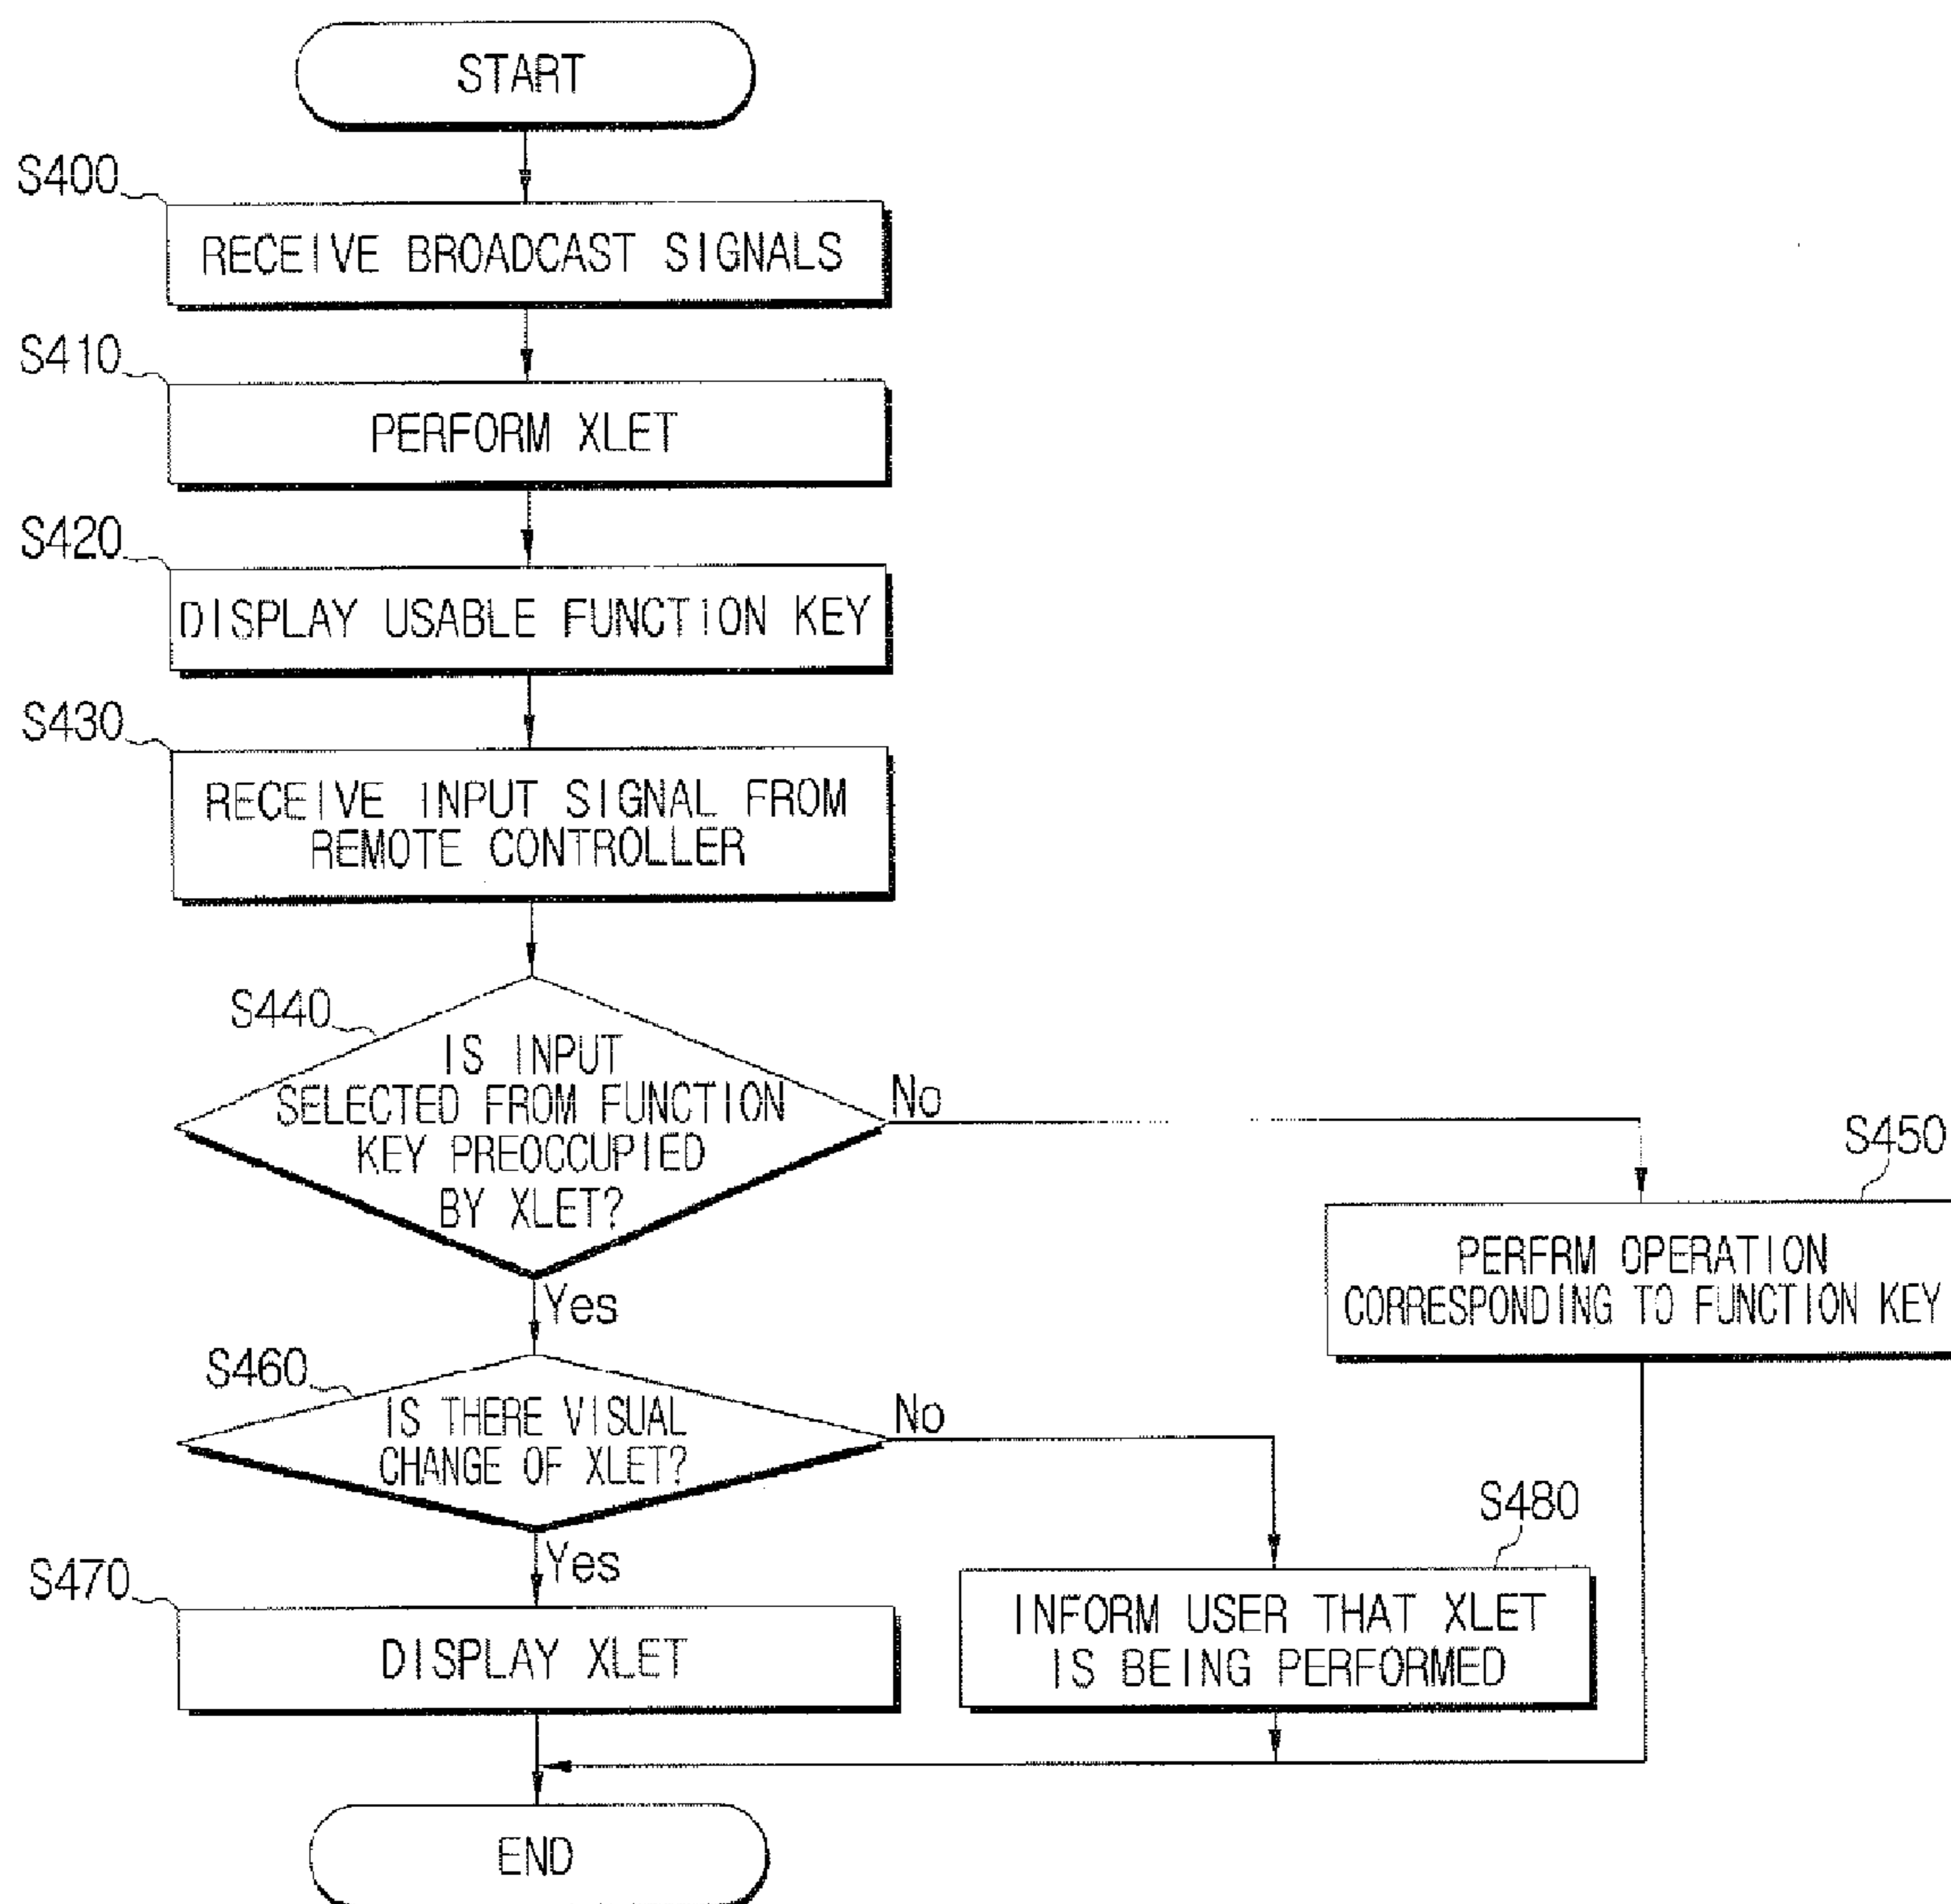 START
S400
RECEIVE BROADCAST SIGNALS
S410
PERFORM XLET
S420
DISPLAY USABLE FUNCTION KEY
S430
RECEIVE INPUT SIGNAL FROM
REMOTE CONTROLLER
S440
IS INPUT
SELECTED FROM FUNCTION
KEY PREOCCUPIED
BY XLET?
No
Yes
S450
PERFRM OPERATION
CORRESPONDING TO FUNCTION KEY
S460
IS THERE VISUAL
CHANGE OF XLET?
No
Yes
S470
DISPLAY XLET
S480
INFORM USER THAT XLET
IS BEING PERFORMED
END